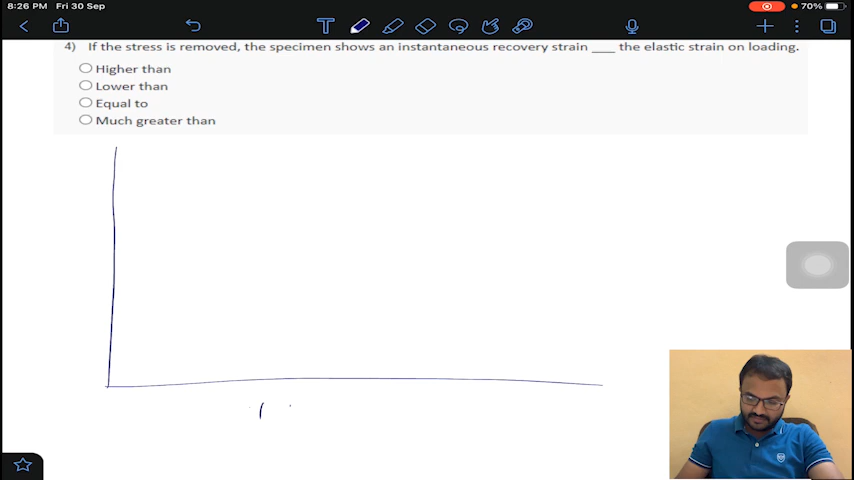 8:26 PM Fri 30 Sep
70%
4) If the stress is removed, the specimen shows an instantaneous recovery strain ___ the elastic strain on loading.
Higher than
Lower than
Equal to
Much greater than